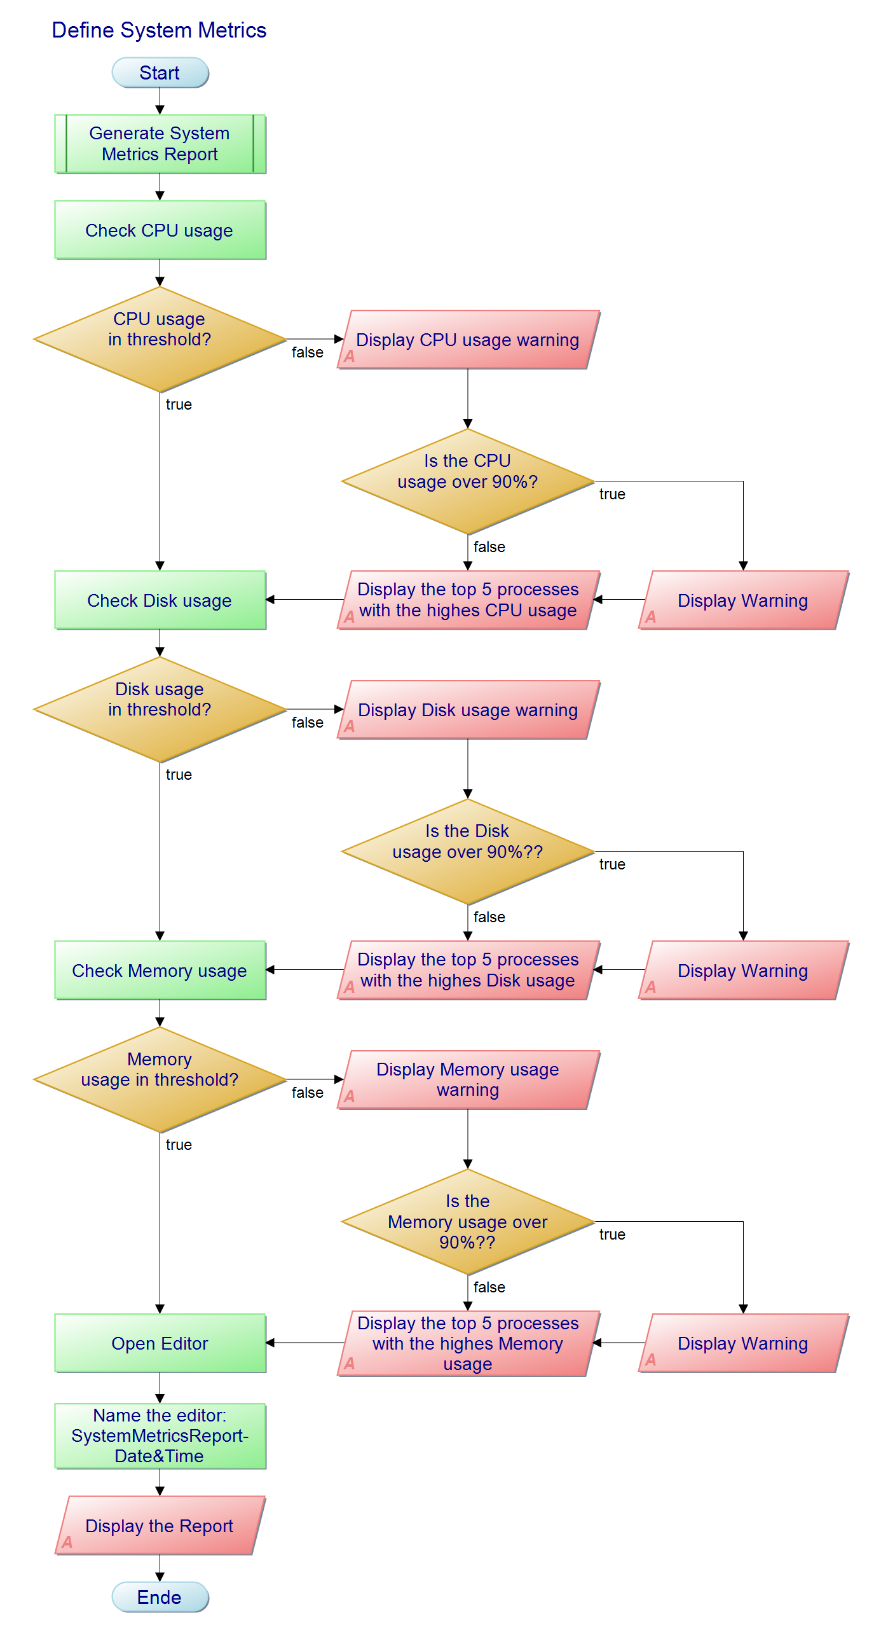 Define System Metrics
Start
Generate System
Metrics Report
Check CPU usage
CPU usage
in threshold?
false
true
Display CPU usage warning
A
Is the CPU
usage over 90%?
true
false
Check Disk usage
Display the top 5 processes
with the highes CPU usage
A
Display Warning
A
Disk usage
in threshold?
false
true
Display Disk usage warning
A
Is the Disk
usage over 90%??
true
false
Check Memory usage
Display the top 5 processes
with the highes Disk usage
A
Display Warning
A
Memory
usage in threshold?
false
true
Display Memory usage
warning
A
Is the
Memory usage over
90%??
true
false
Open Editor
Display the top 5 processes
with the highes Memory
usage
A
Display Warning
A
Name the editor:
SystemMetricsReport-
Date&Time
Display the Report
A
Ende